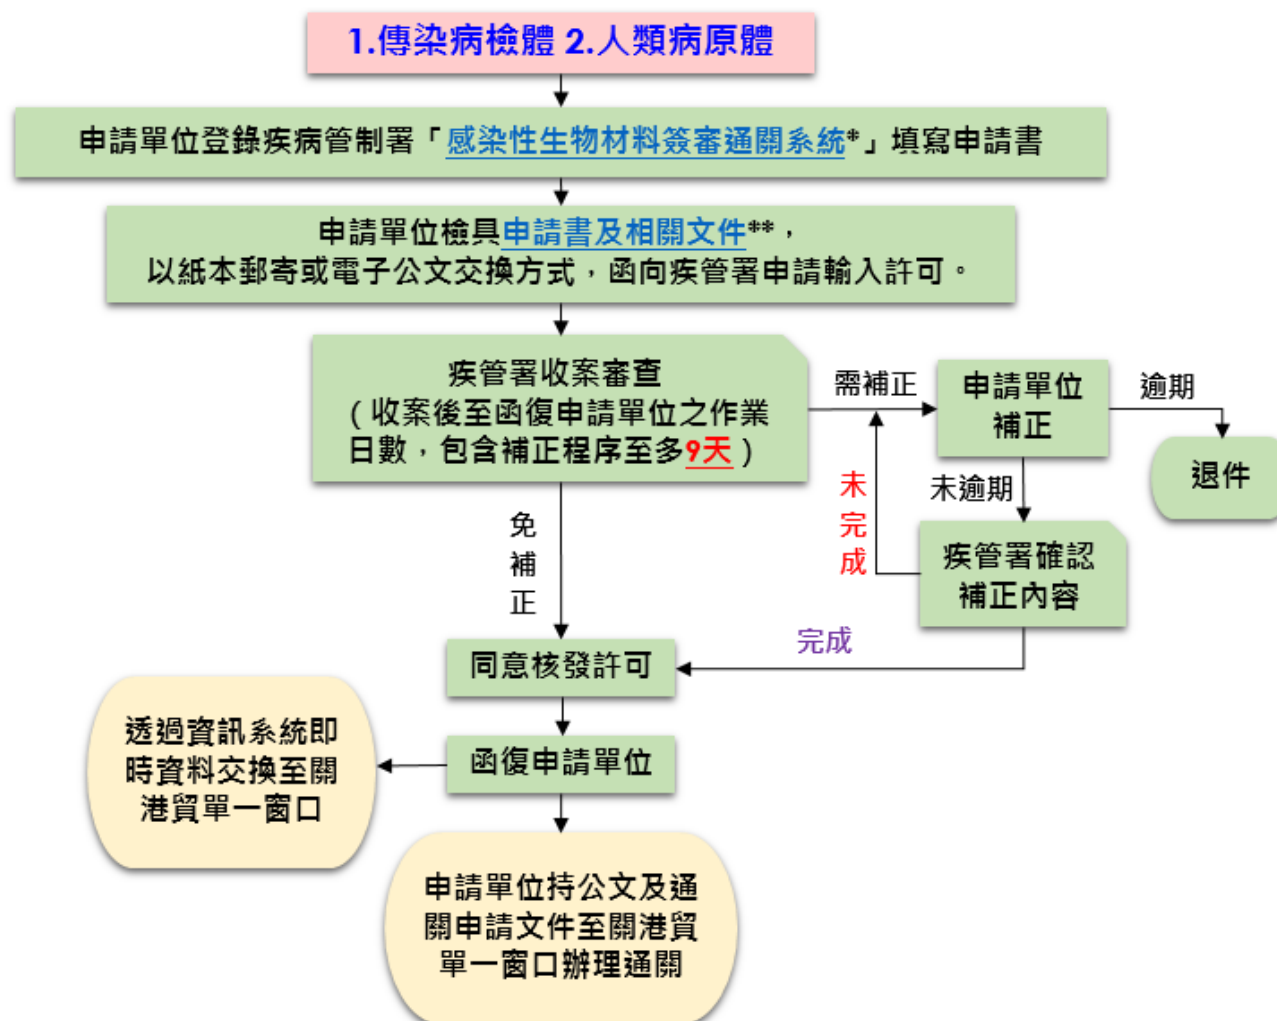 1.傳染病檢體 2.人類病原體
申請單位登錄疾病管制署「感染性生物材料簽審通關系統*」填寫申請書
申請單位檢具申請書及相關文件**，
以紙本郵寄或電子公文交換方式，函向疾管署申請輸入許可。
疾管署收案審查
（收案後至函復申請單位之作業
日數，包含補正程序至多9天）
需補正
申請單位
補正
逾期
退件
未逾期
未
完
成
疾管署確認
補正內容
免
補
正
完成
同意核發許可
函復申請單位
透過資訊系統即
時資料交換至關
港貿單一窗口
申請單位持公文及通
關申請文件至關港貿
單一窗口辦理通關